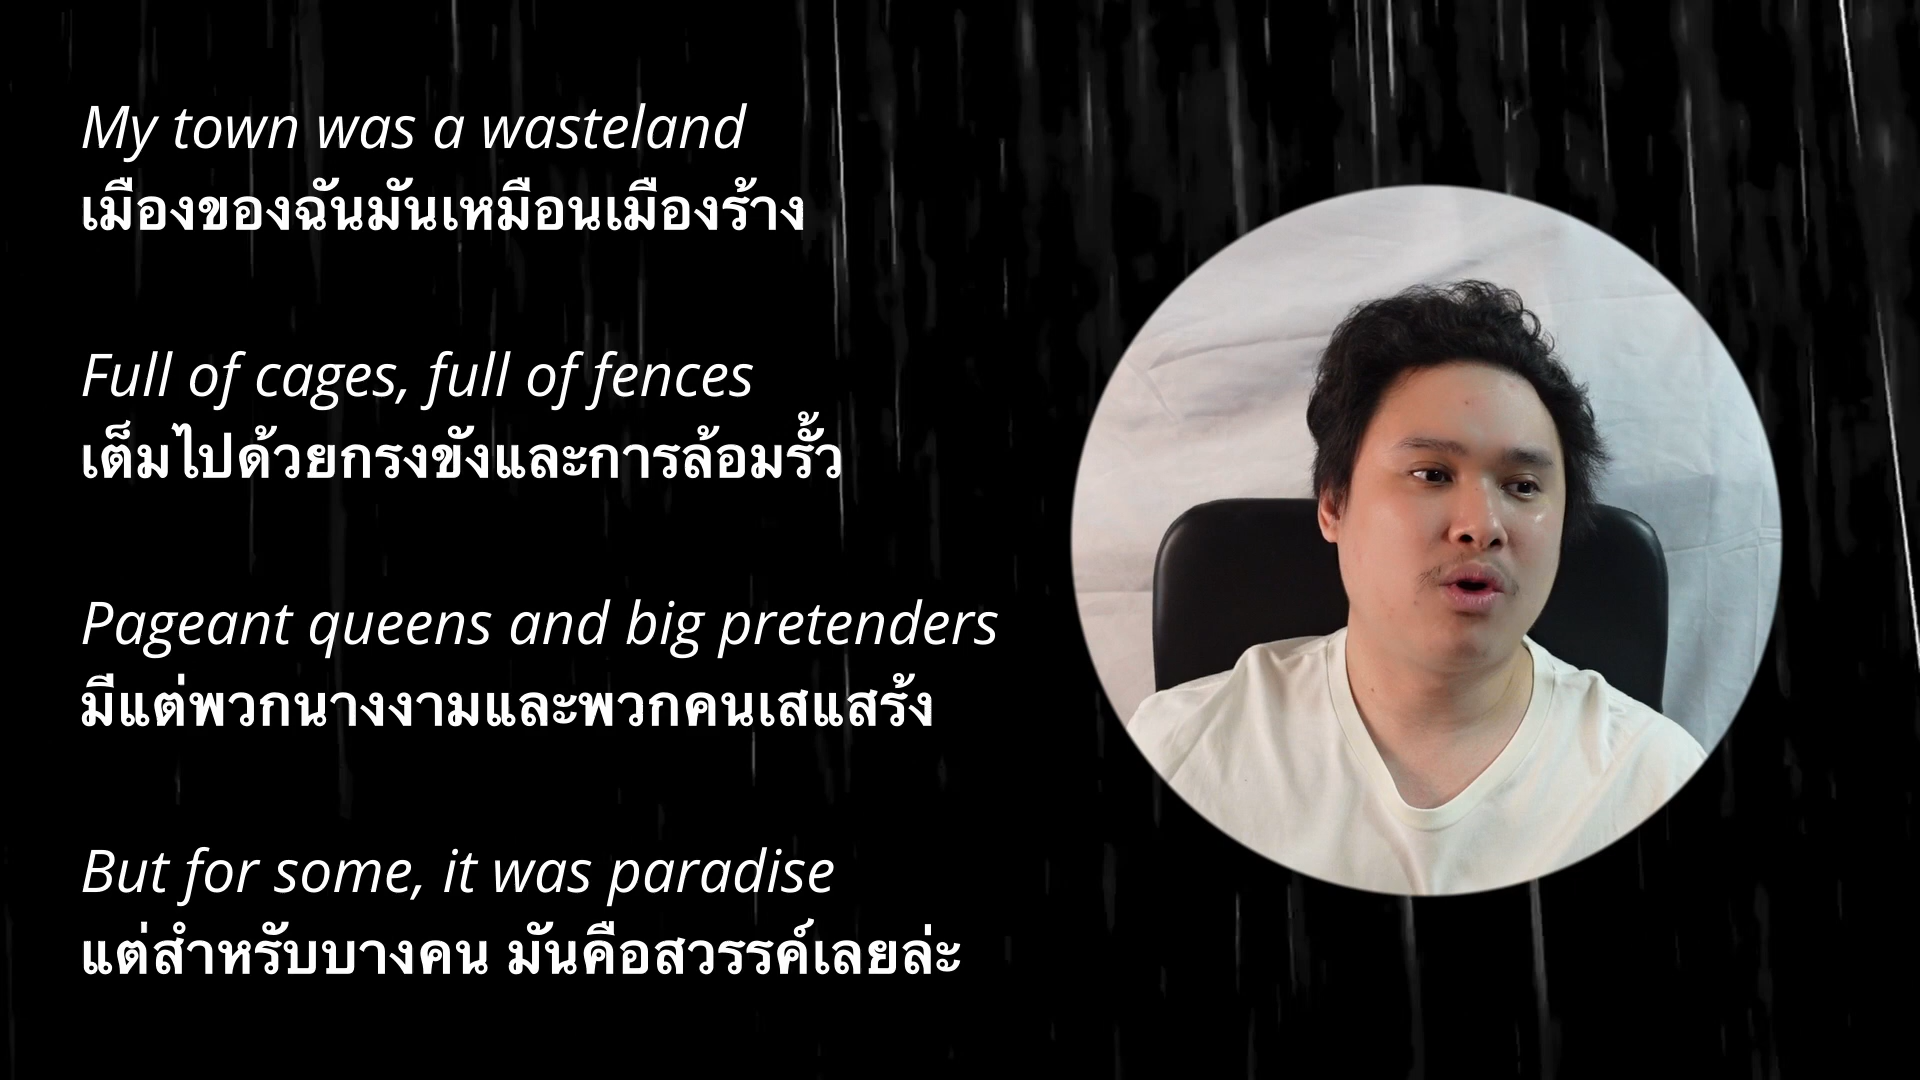 My town was a wasteland
เมืองของฉันมันเหมือนเมืองร้าง
Full of cages, full of fences
เต็มไปด้วยกรงขังและการล้อมรั้ว
Pageant queens and big pretenders
มีแต่พวกนางงามและพวกคนเสแสร้ง
But for some, it was paradise
แต่สำหรับบางคน มันคือสวรรค์เลยล่ะ